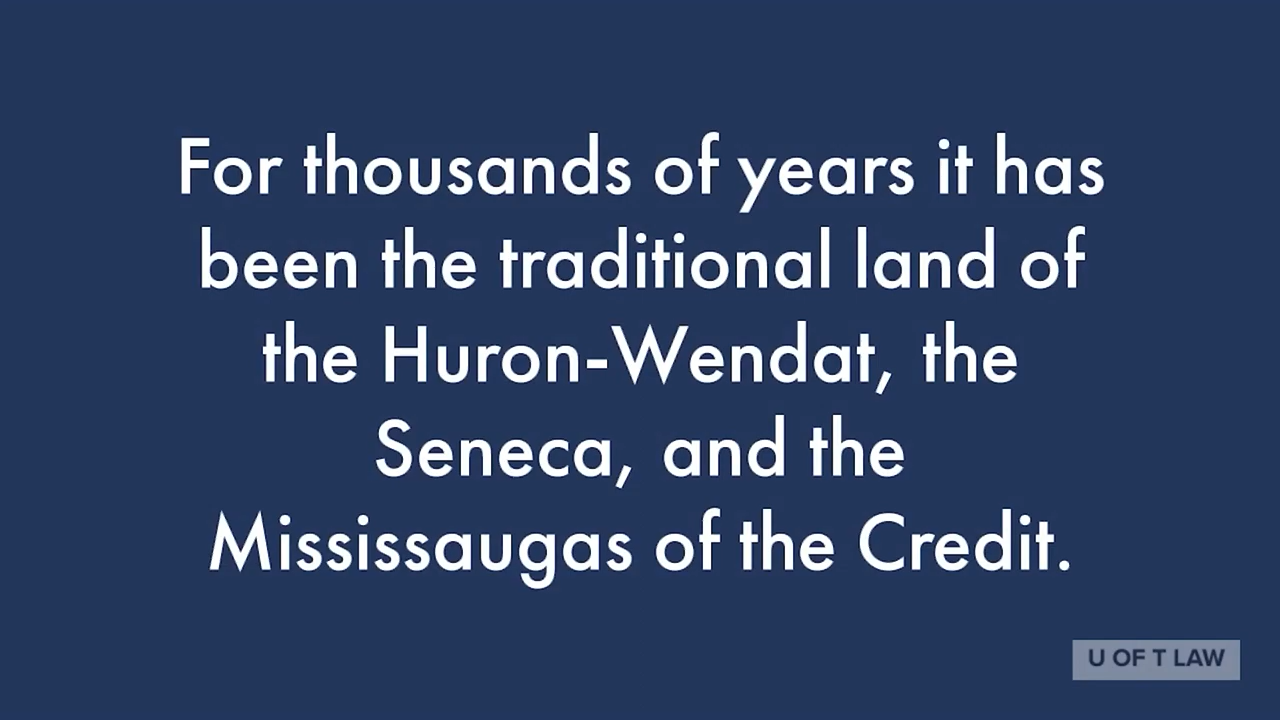 For thousands of years it has
been the traditional land of
the Huron-Wendat, the
Seneca, and the
Mississaugas of the Credit.
U OF T LAW